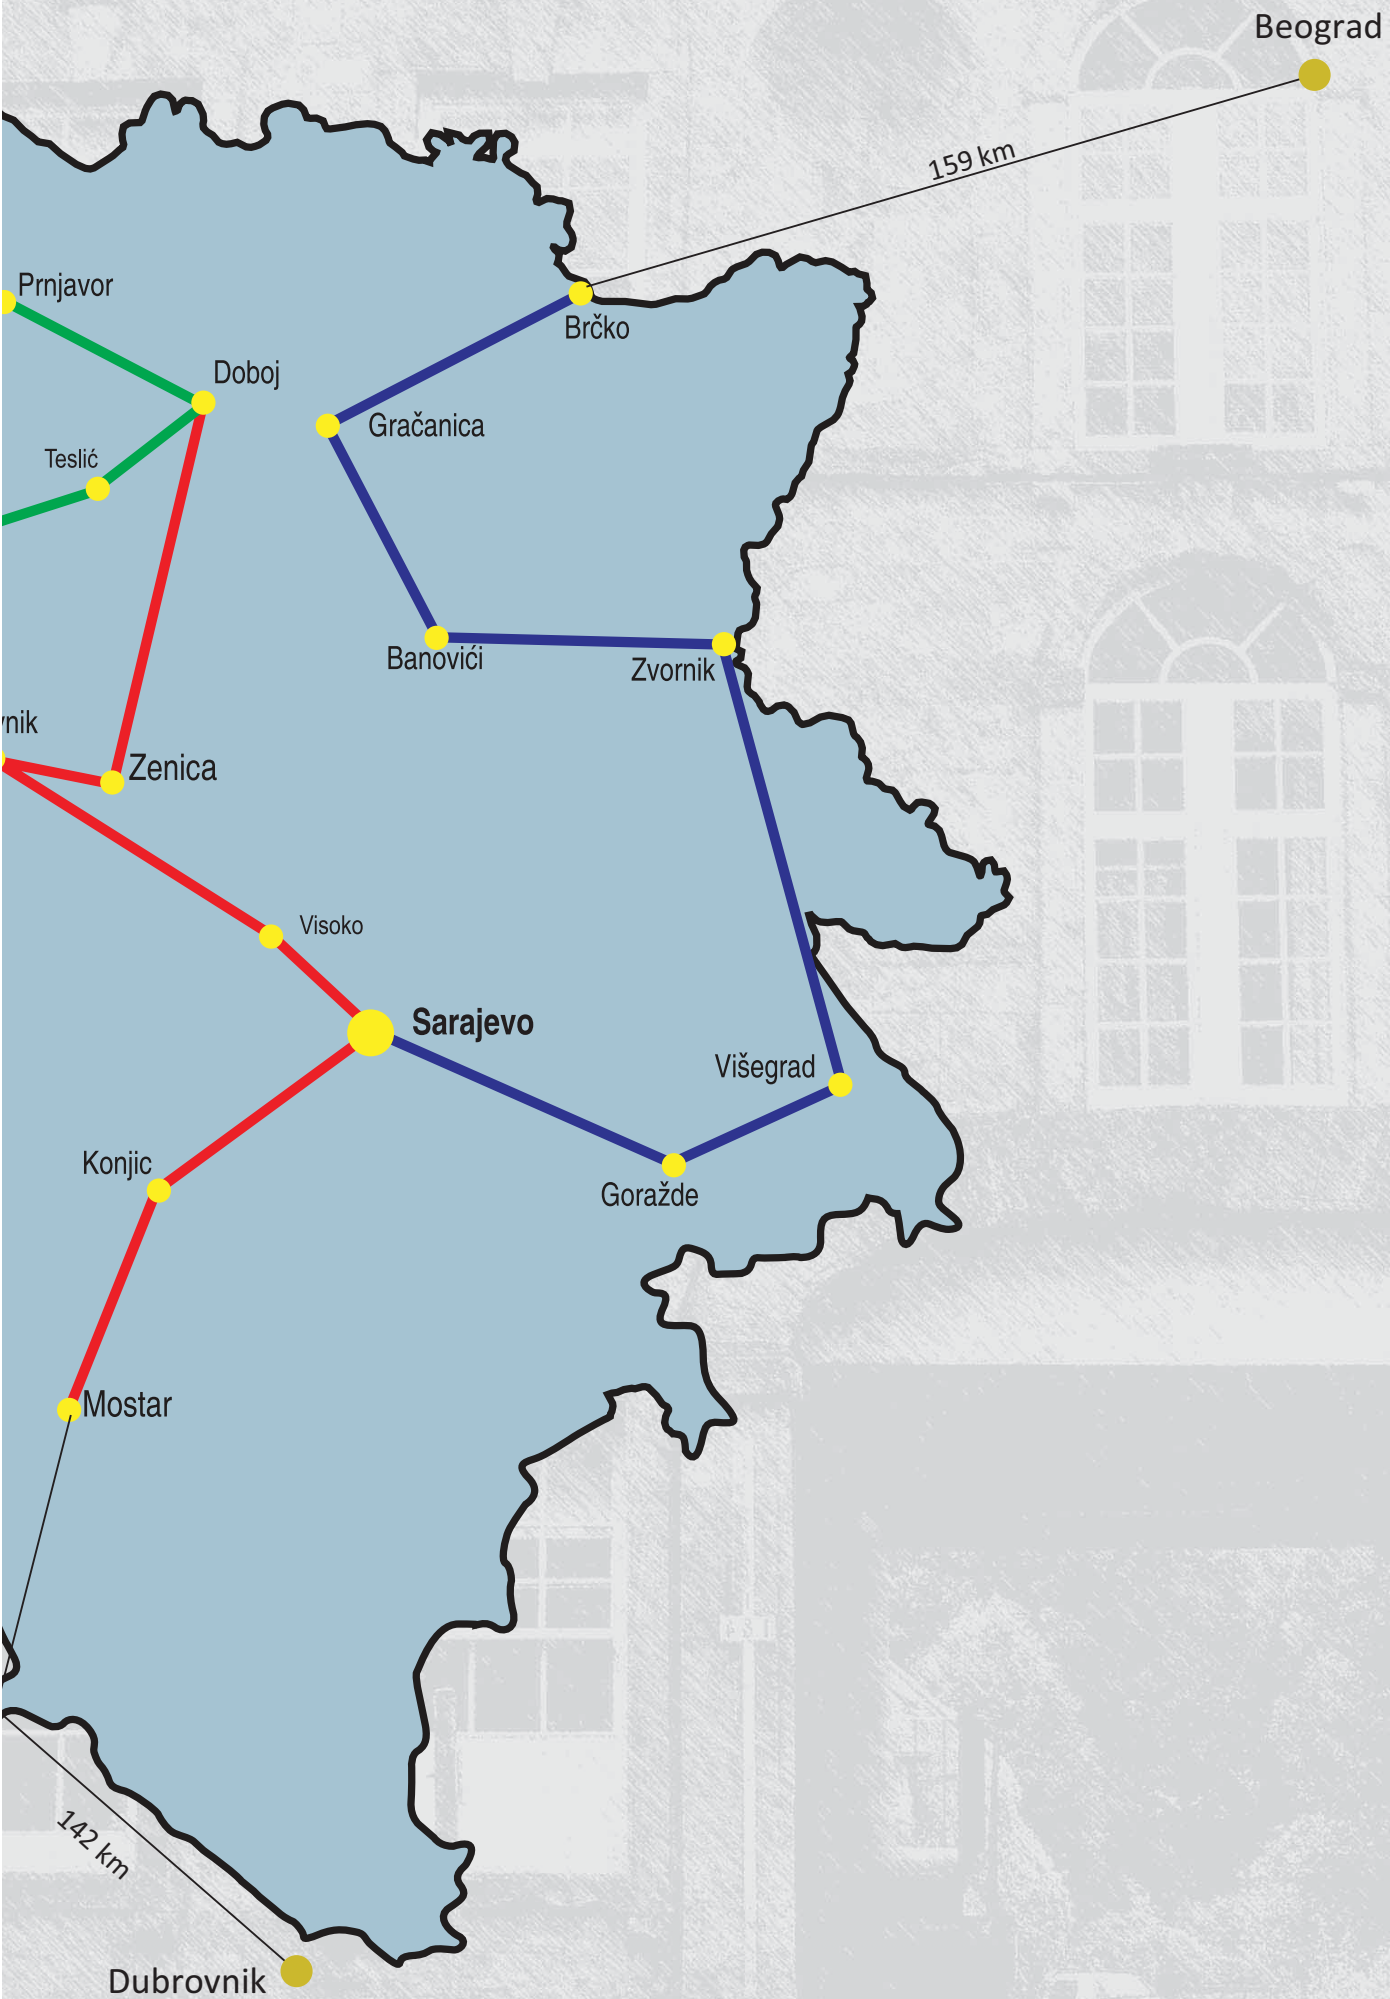 Beograd
159 km
Prnjavor
Brčko
Doboj
Gračanica
Teslić
Banovići
Zvornik
vnik
Zenica
Visoko
Sarajevo
Višegrad
Konjic
Goražde
Mostar
142 km
Dubrovnik